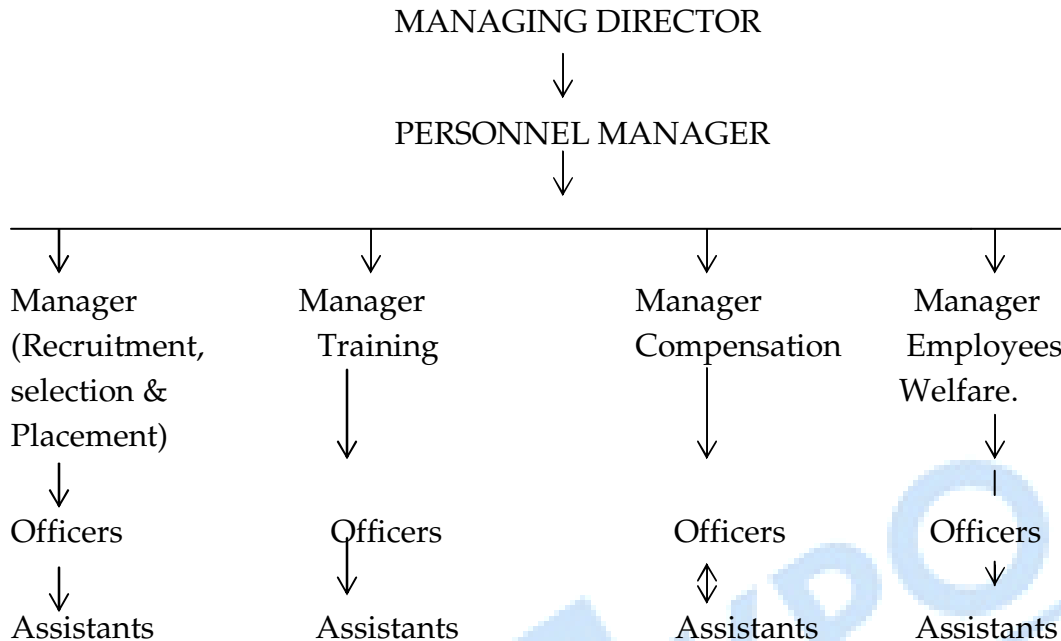 MANAGING DIRECTOR
PERSONNEL MANAGER
Manager Manager Manager Manager
(Recruitment, Training Compensation Employees
selection & Welfare.
Placement)
Officers Officers Officers Officers
Assistants Assistants Assistants Assistants